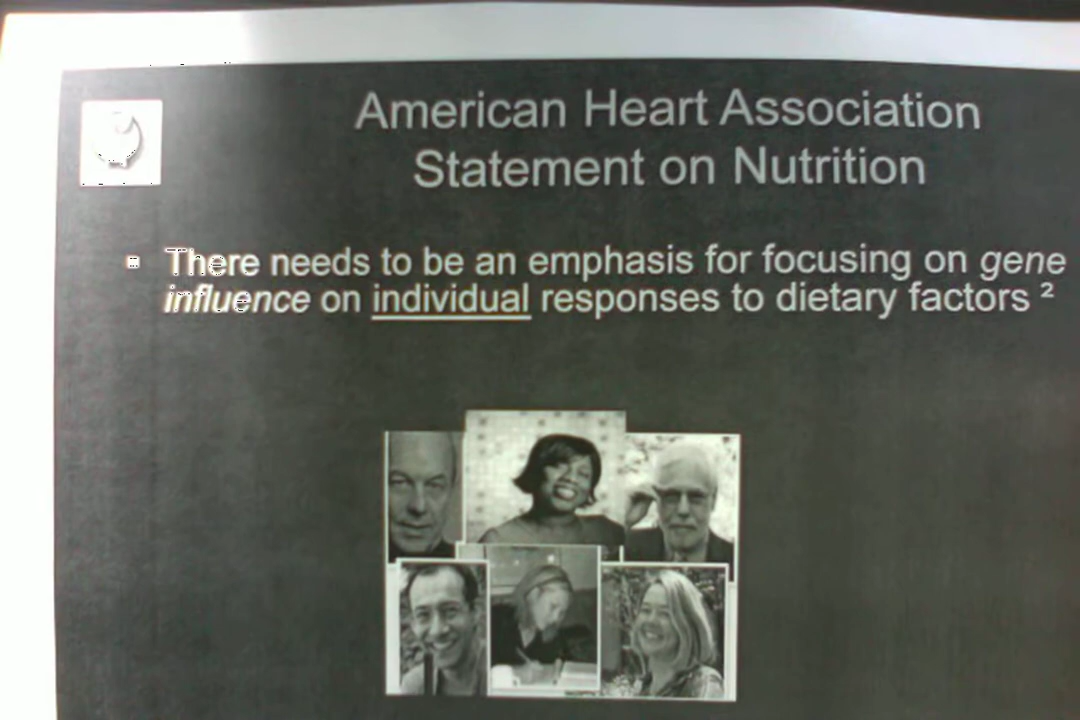 American Heart Association
Statement on Nutrition
▫ There needs to be an emphasis for focusing on gene
influence on individual responses to dietary factors ²